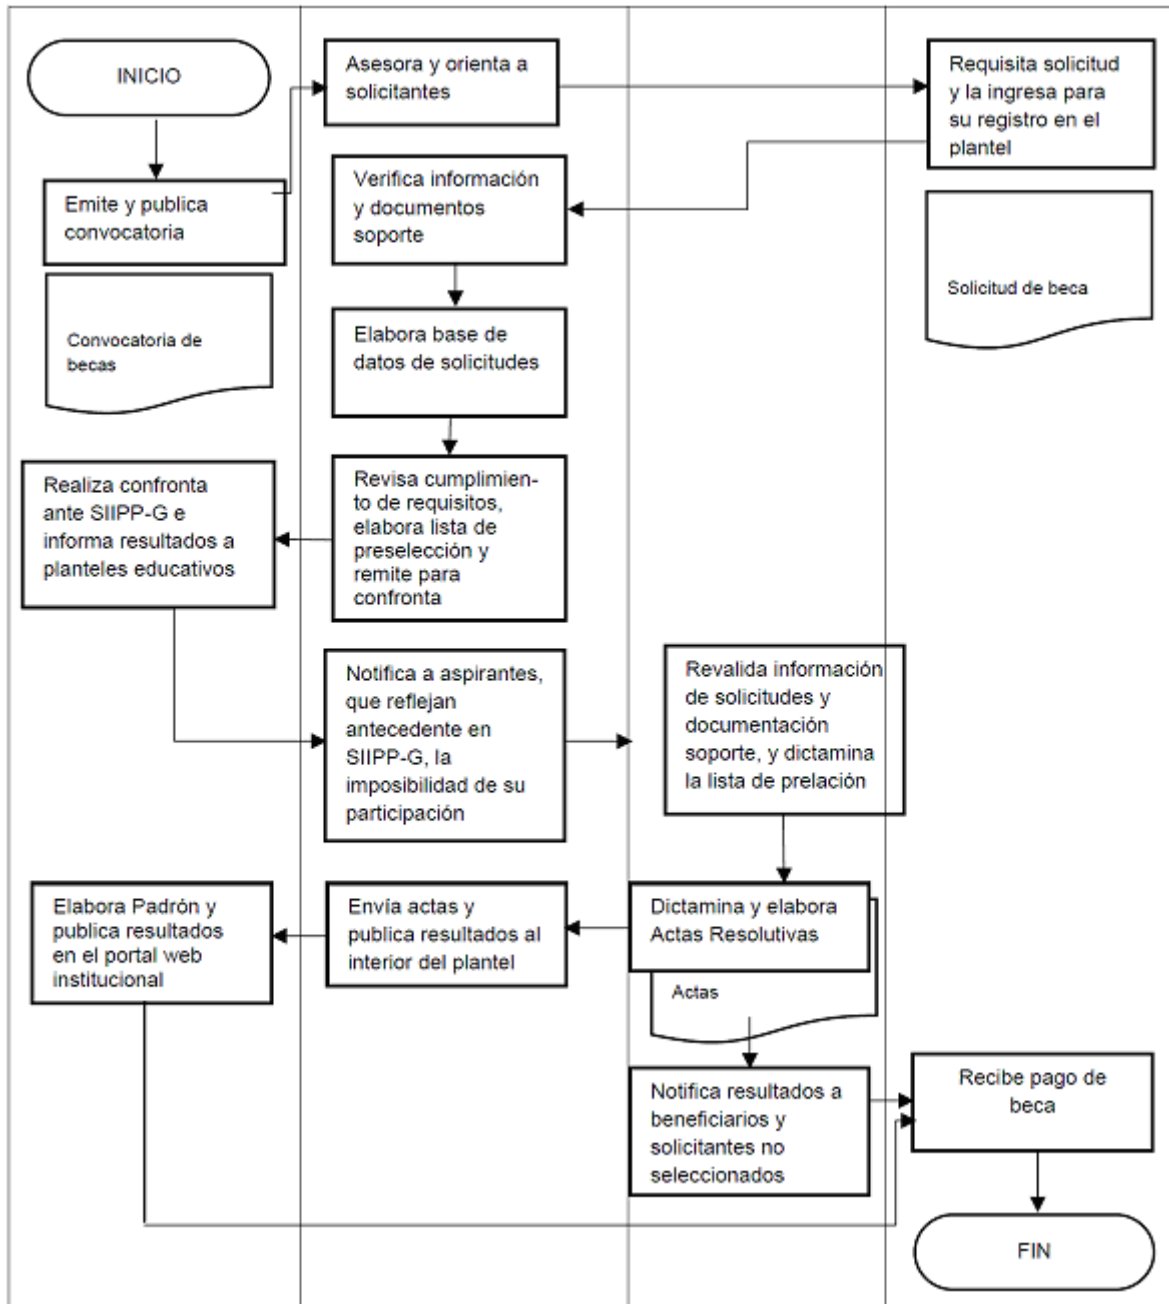 INICIO
Asesora y orienta a
solicitantes
Requisita solicitud
y la ingresa para
su registro en el
plantel
Emite y publica
convocatoria
Verifica información
y documentos
soporte
Convocatoria de
becas
Solicitud de beca
Elabora base de
datos de solicitudes
Realiza confronta
ante SIIPP-G e
informa resultados a
planteles educativos
Revisa cumplimien-
to de requisitos,
elabora lista de
preselección y
remite para
confronta
Notifica a aspirantes,
que reflejan
antecedente en
SIIPP-G, la
imposibilidad de su
participación
Revalida información
de solicitudes y
documentación
soporte, y dictamina
la lista de prelación
Elabora Padrón y
publica resultados
en el portal web
institucional
Envía actas y
publica resultados al
interior del plantel
Dictamina y elabora
Actas Resolutivas
Actas
Notifica resultados a
beneficiarios y
solicitantes no
seleccionados
Recibe pago de
beca
FIN